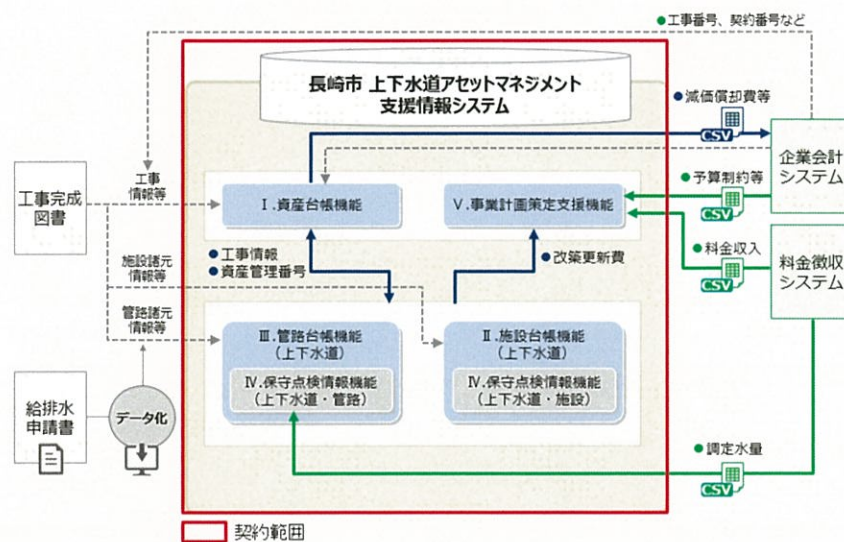 ●工事番号、契約番号など
長崎市 上下水道アセットマネジメント
支援情報システム
●減価償却費等
CSV
企業会計
システム
工事完成
図書
工事
情報等
Ⅰ.資産台帳機能
Ⅴ.事業計画策定支援機能
●予算制約等
CSV
●工事情報
●資産管理番号
●改築更新費
●料金収入
CSV
料金徴収
システム
施設諸元
情報等
管路諸元
情報等
Ⅲ.管路台帳機能
(上下水道)
Ⅳ.保守点検情報機能
(上下水道・管路)
Ⅱ.施設台帳機能
(上下水道)
Ⅳ.保守点検情報機能
(上下水道・施設)
給排水
申請書
データ化
●調定水量
CSV
契約範囲